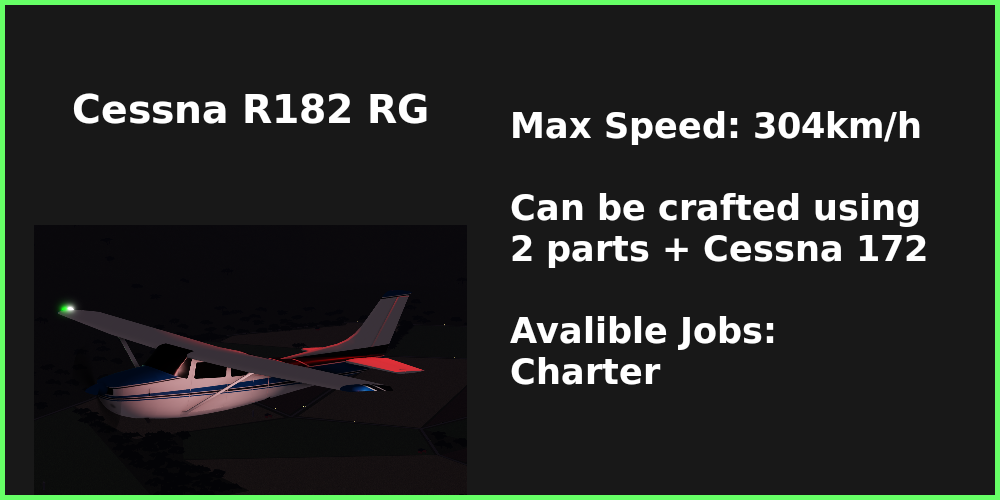 Cessna R182 RG
Max Speed: 304km/h
Can be crafted using
2 parts + Cessna 172
Avalible Jobs:
Charter